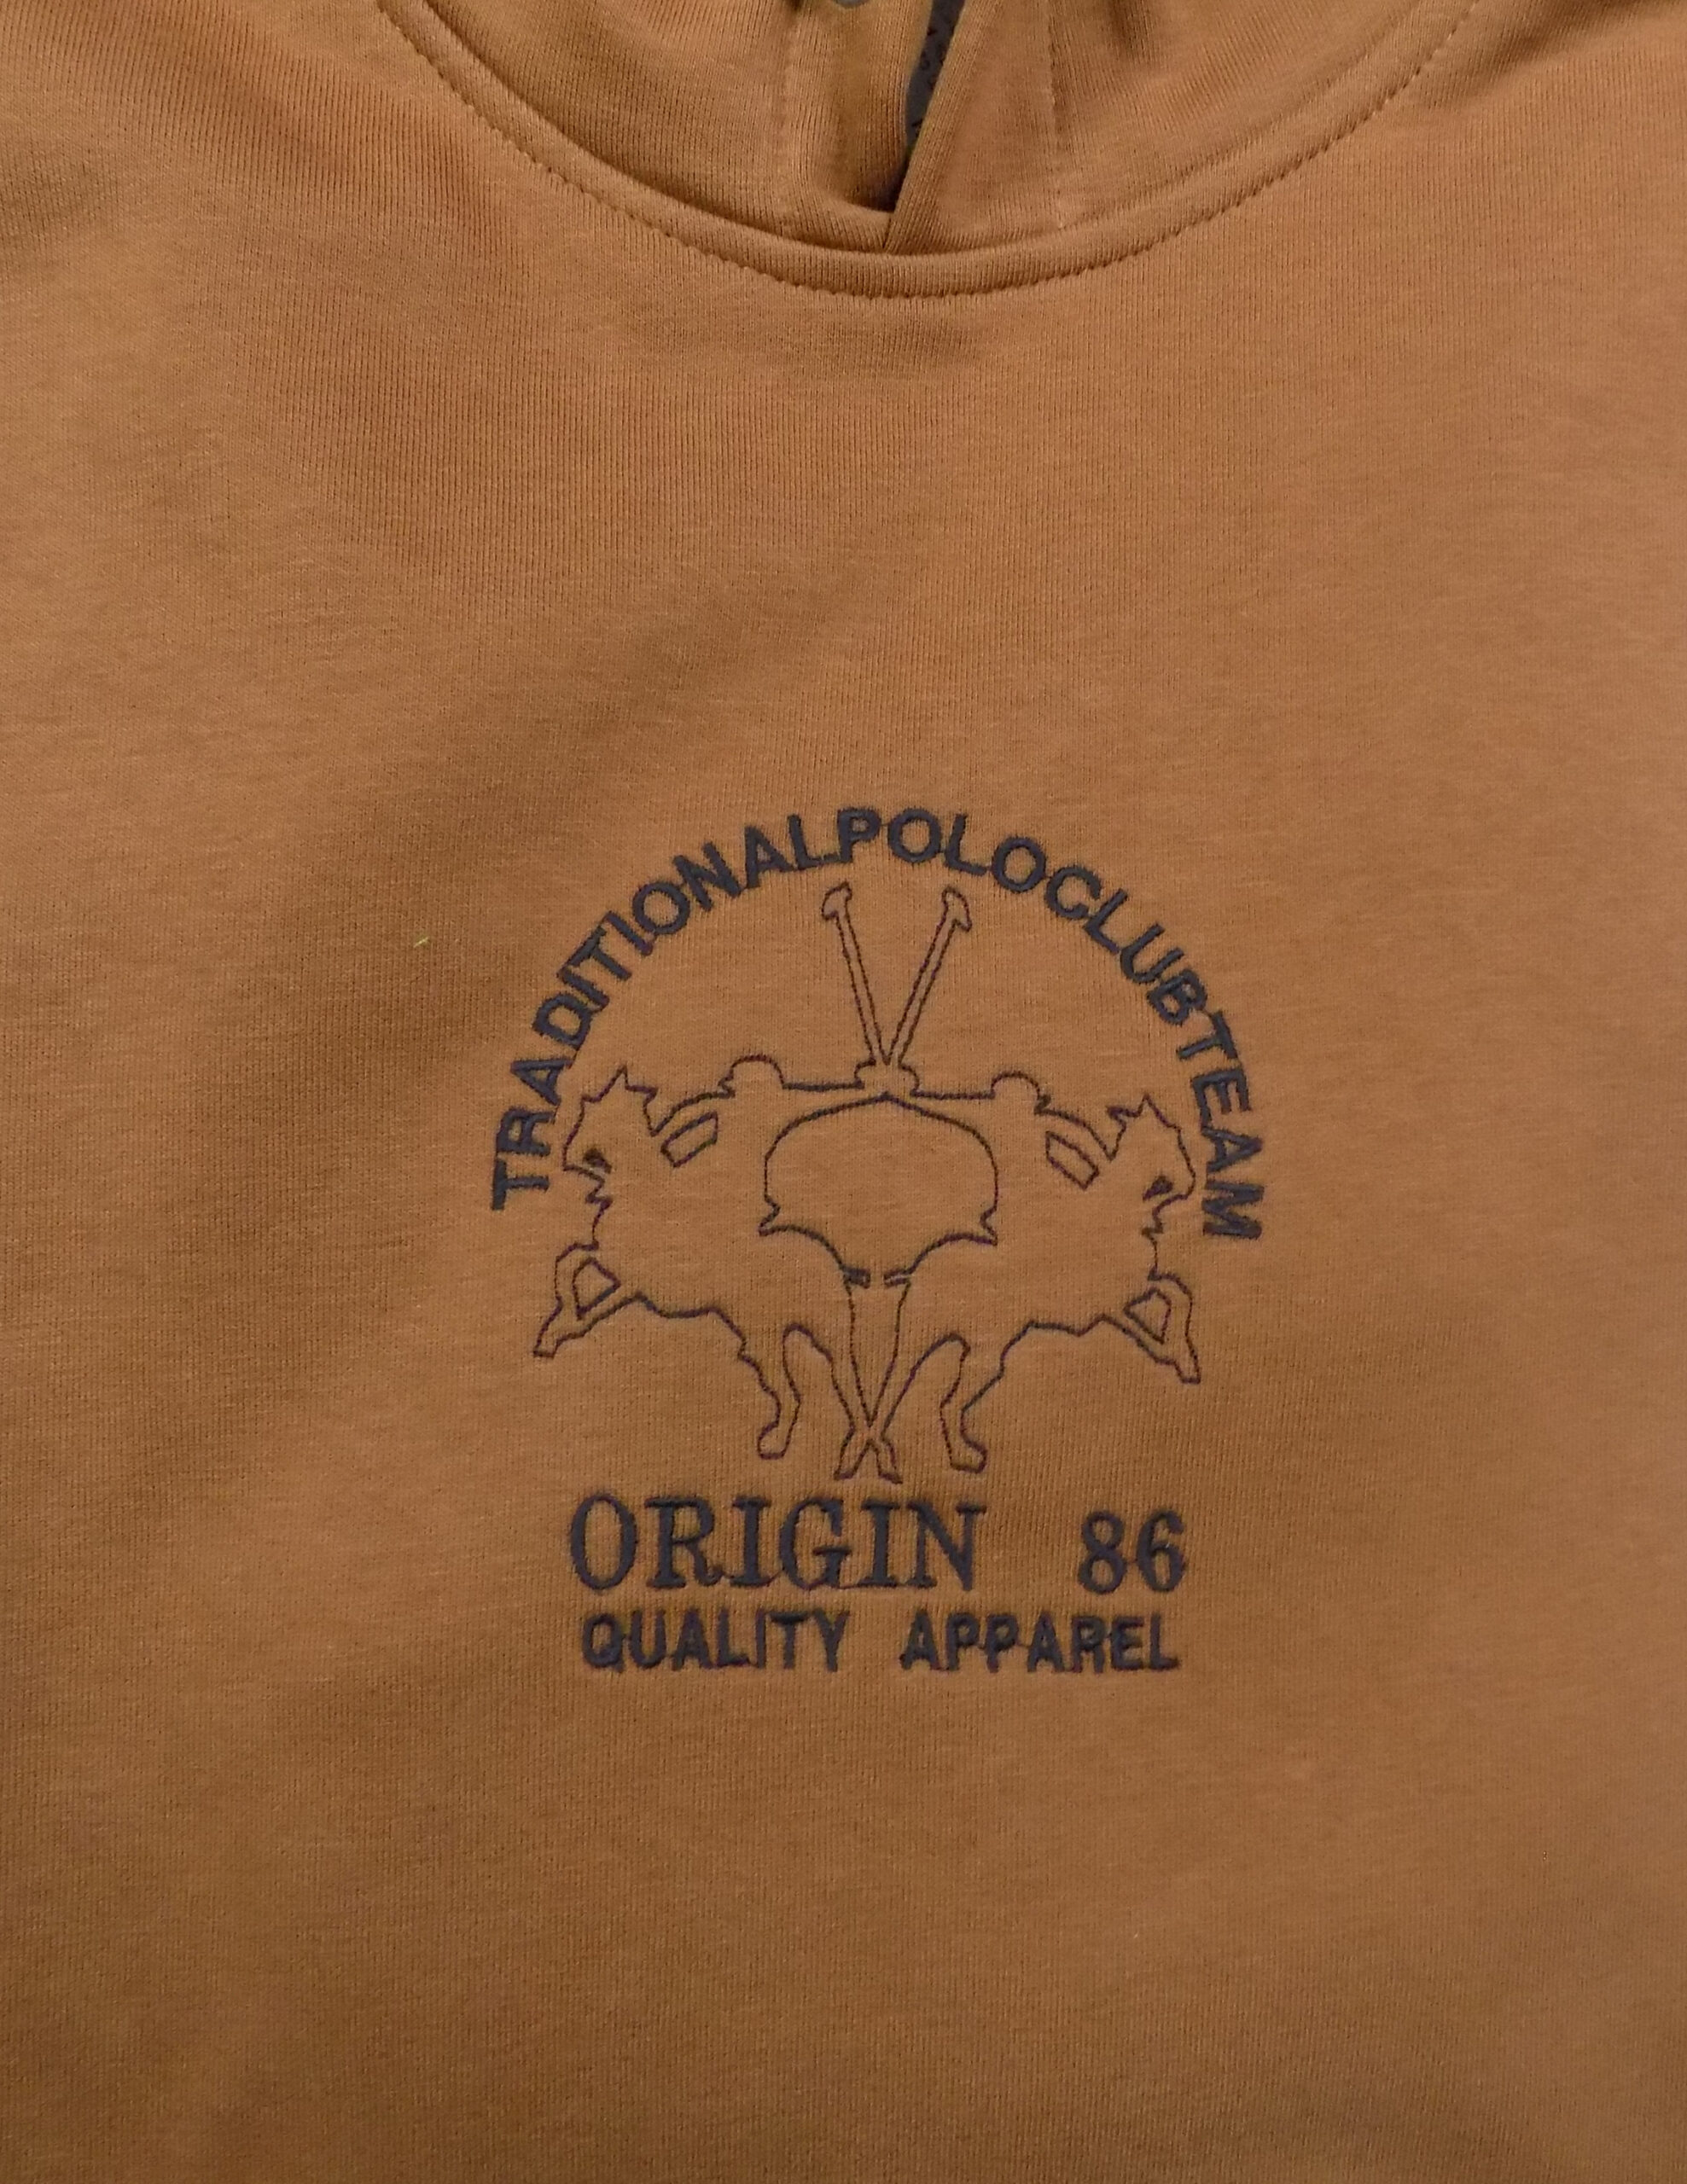 TRADITIONALPOLOCLUBTEAM
ORIGIN 86
QUALITY APPAREL